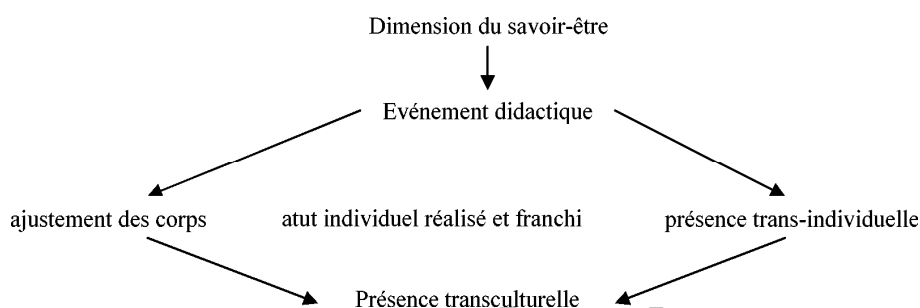 Dimension du savoir-être
Evénement didactique
ajustement des corps atut individuel réalisé et franchi présence trans-individuelle
Présence transculturelle